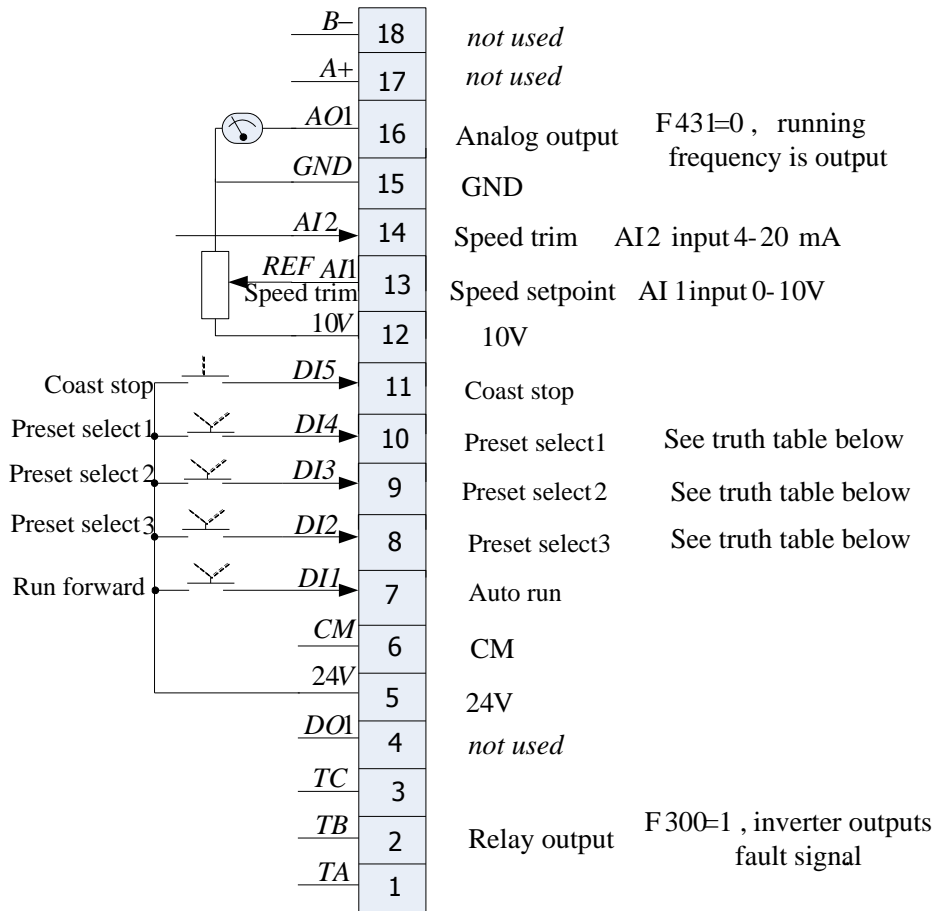 B− 18 not used
A+ 17 not used
AO1 16 Analog output F431=0 , running
frequency is output
GND 15 GND
AI2 14 Speed trim AI2 input 4-20 mA
REF AI1 13 Speed setpoint AI 1input 0-10V
Speed trim
10V 12 10V
Coast stop DI5 11 Coast stop
Preset select1 DI4 10 Preset select1 See truth table below
Preset select2 DI3 9 Preset select2 See truth table below
Preset select3 DI2 8 Preset select3 See truth table below
Run forward DI1 7 Auto run
CM 6 CM
24V 5 24V
DO1 4 not used
TC 3
TB 2 Relay output F300=1 , inverter outputs
fault signal
TA 1